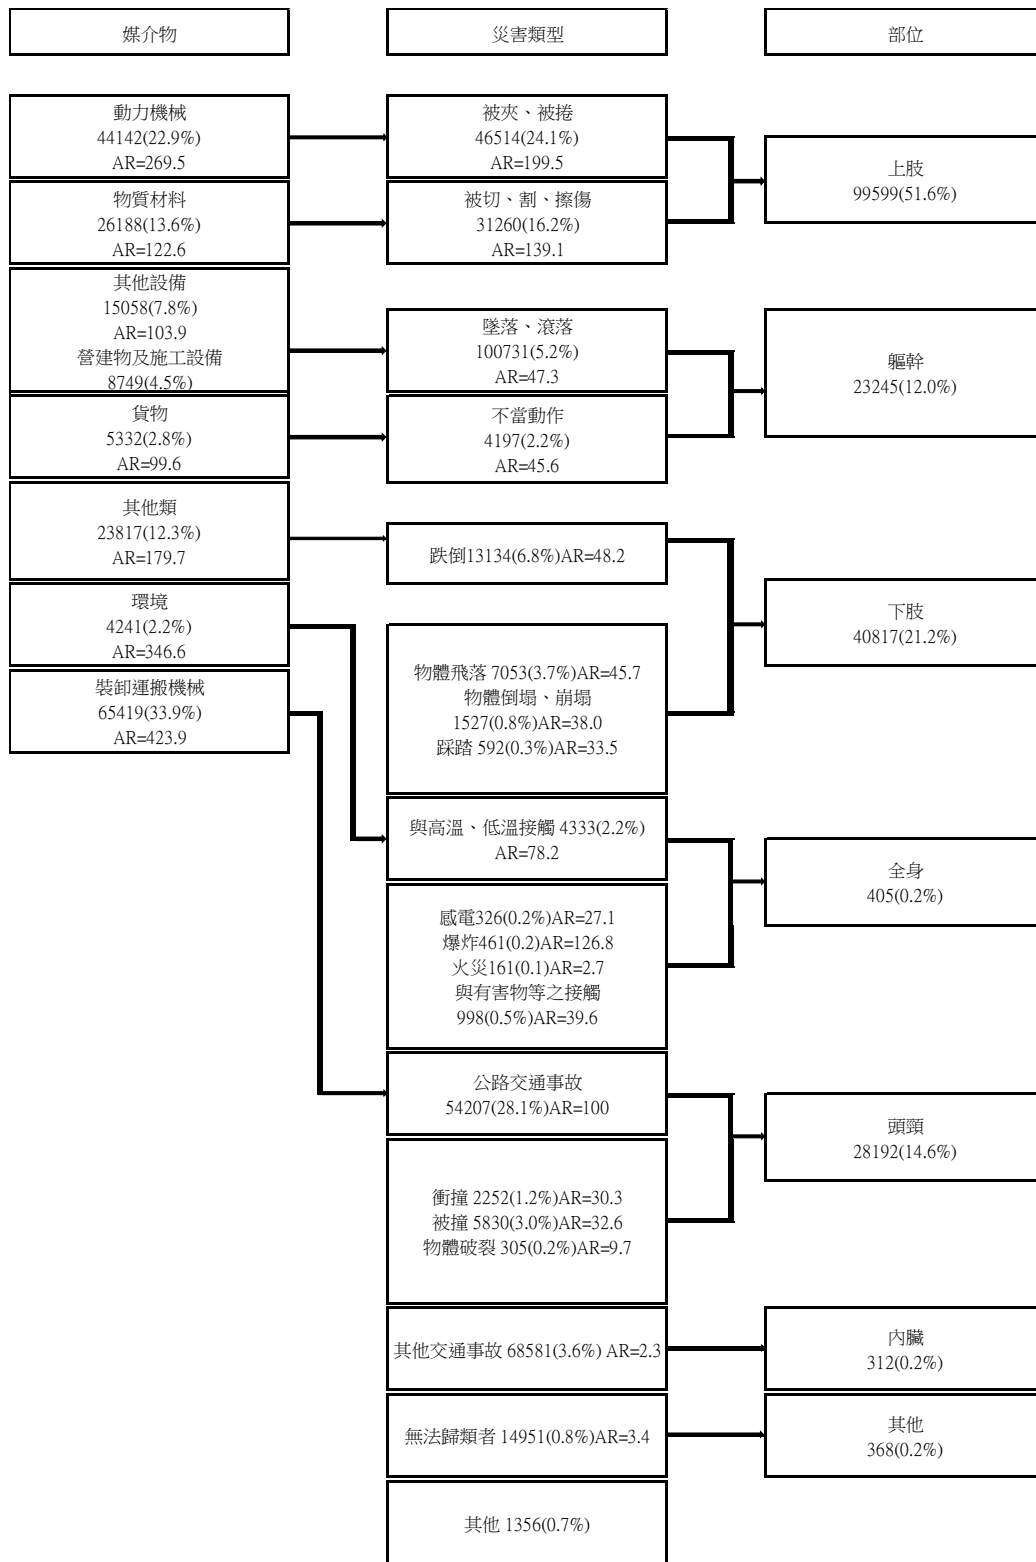 媒介物
災害類型
部位
動力機械
44142(22.9%)
AR=269.5
物質材料
26188(13.6%)
AR=122.6
其他設備
15058(7.8%)
AR=103.9
營建物及施工設備
8749(4.5%)
貨物
5332(2.8%)
AR=99.6
其他類
23817(12.3%)
AR=179.7
環境
4241(2.2%)
AR=346.6
裝卸運搬機械
65419(33.9%)
AR=423.9
被夾、被捲
46514(24.1%)
AR=199.5
被切、割、擦傷
31260(16.2%)
AR=139.1
墜落、滾落
100731(5.2%)
AR=47.3
不當動作
4197(2.2%)
AR=45.6
跌倒13134(6.8%)AR=48.2
物體飛落 7053(3.7%)AR=45.7
物體倒塌、崩塌
1527(0.8%)AR=38.0
踩踏 592(0.3%)AR=33.5
與高溫、低溫接觸 4333(2.2%)
AR=78.2
感電326(0.2%)AR=27.1
爆炸461(0.2)AR=126.8
火災161(0.1)AR=2.7
與有害物等之接觸
998(0.5%)AR=39.6
公路交通事故
54207(28.1%)AR=100
衝撞 2252(1.2%)AR=30.3
被撞 5830(3.0%)AR=32.6
物體破裂 305(0.2%)AR=9.7
其他交通事故 68581(3.6%) AR=2.3
無法歸類者 14951(0.8%)AR=3.4
其他 1356(0.7%)
上肢
99599(51.6%)
軀幹
23245(12.0%)
下肢
40817(21.2%)
全身
405(0.2%)
頭頸
28192(14.6%)
內臟
312(0.2%)
其他
368(0.2%)